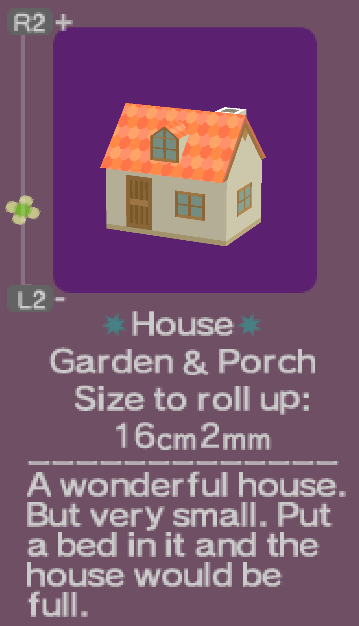 R2 +
L2 -
House
Garden & Porch
Size to roll up:
16cm2mm
A wonderful house.
But very small. Put
a bed in it and the
house would be
full.